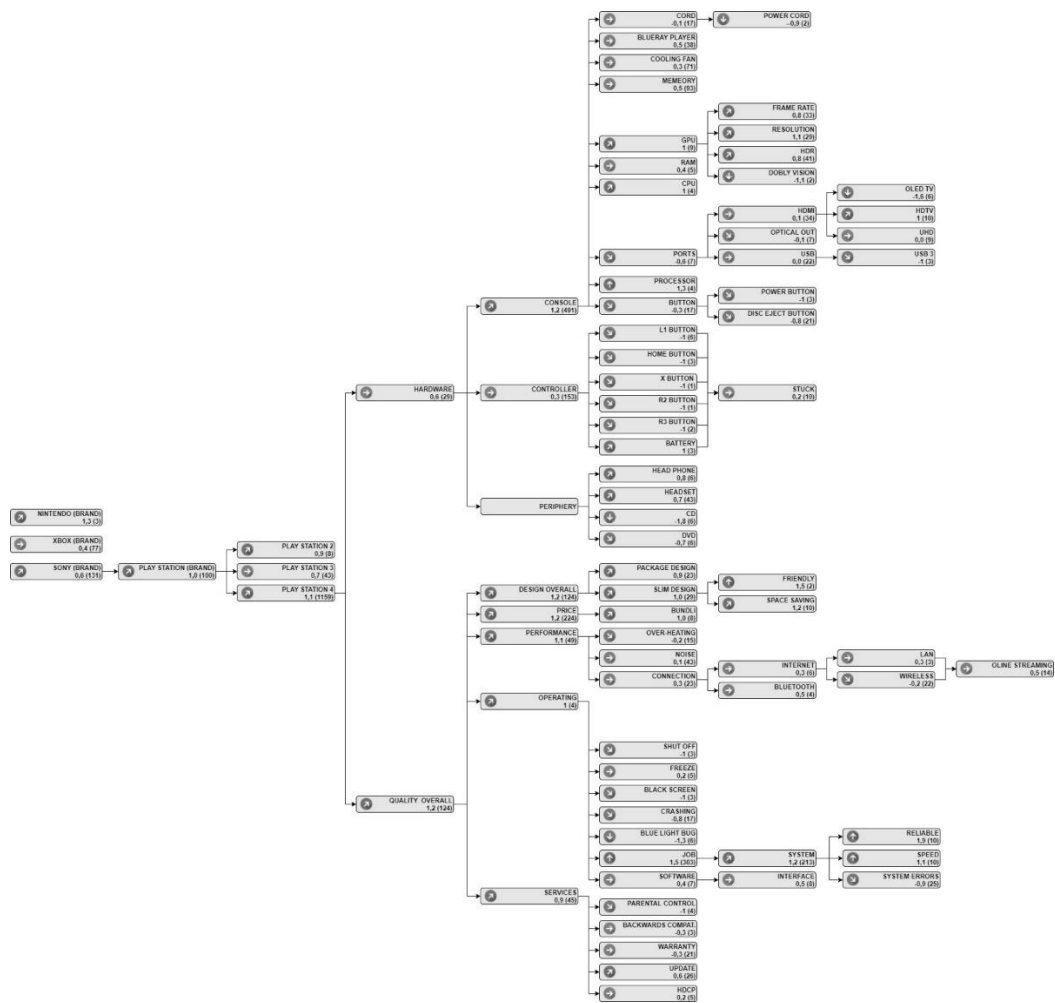 CORD
-0,1 (17)
POWER CORD
--0,9 (2)
BLUERAY PLAYER
0,5 (38)
COOLING FAN
0,3 (71)
MEMEORY
0,5 (93)
GPU
1 (9)
FRAME RATE
0,8 (33)
RESOLUTION
1,1 (29)
HDR
0,8 (41)
DOBLY VISION
-1,1 (2)
RAM
0,4 (5)
CPU
1 (4)
PORTS
-0,6 (7)
HDMI
0,1 (34)
OLED TV
-1,6 (6)
HDTV
1 (10)
UHD
0,0 (9)
OPTICAL OUT
-0,1 (7)
USB
0,0 (22)
USB 3
-1 (3)
PROCESSOR
1,3 (4)
CONSOLE
1,2 (491)
BUTTON
-0,3 (17)
POWER BUTTON
-1 (3)
DISC EJECT BUTTON
-0,8 (21)
HARDWARE
0,6 (29)
CONTROLLER
0,3 (153)
L1 BUTTON
-1 (6)
HOME BUTTON
-1 (3)
X BUTTON
-1 (1)
R2 BUTTON
-1 (1)
R3 BUTTON
-1 (2)
BATTERY
1 (3)
STUCK
0,2 (19)
PERIPHERY
HEAD PHONE
0,8 (6)
HEADSET
0,7 (43)
CD
-1,8 (6)
DVD
-0,7 (6)
NINTENDO (BRAND)
1,3 (3)
XBOX (BRAND)
0,4 (77)
SONY (BRAND)
0,8 (131)
PLAY STATION (BRAND)
1,0 (100)
PLAY STATION 2
0,9 (8)
PLAY STATION 3
0,7 (43)
PLAY STATION 4
1,1 (1159)
DESIGN OVERALL
1,2 (124)
PACKAGE DESIGN
0,9 (23)
SLIM DESIGN
1,0 (29)
FRIENDLY
1,5 (2)
SPACE SAVING
1,2 (10)
PRICE
1,2 (224)
BUNDLI
1,0 (8)
PERFORMANCE
1,1 (49)
OVER-HEATING
-0,2 (15)
NOISE
0,1 (43)
CONNECTION
0,3 (23)
INTERNET
0,3 (6)
BLUETOOTH
0,5 (4)
LAN
0,3 (3)
WIRELESS
-0,2 (22)
OLINE STREAMING
0,5 (14)
QUALITY OVERALL
1,2 (124)
OPERATING
1 (4)
SHUT OFF
-1 (3)
FREEZE
0,2 (5)
BLACK SCREEN
-1 (3)
CRASHING
-0,8 (17)
BLUE LIGHT BUG
-1,3 (6)
JOB
1,5 (303)
SYSTEM
1,2 (213)
RELIABLE
1,9 (10)
SPEED
1,1 (10)
SYSTEM ERRORS
-0,9 (25)
SOFTWARE
0,4 (7)
INTERFACE
0,5 (8)
SERVICES
0,9 (45)
PARENTAL CONTROL
-1 (4)
BACKWARDS COMPAT.
-0,3 (3)
WARRANTY
-0,3 (21)
UPDATE
0,6 (26)
HDCP
0,2 (5)